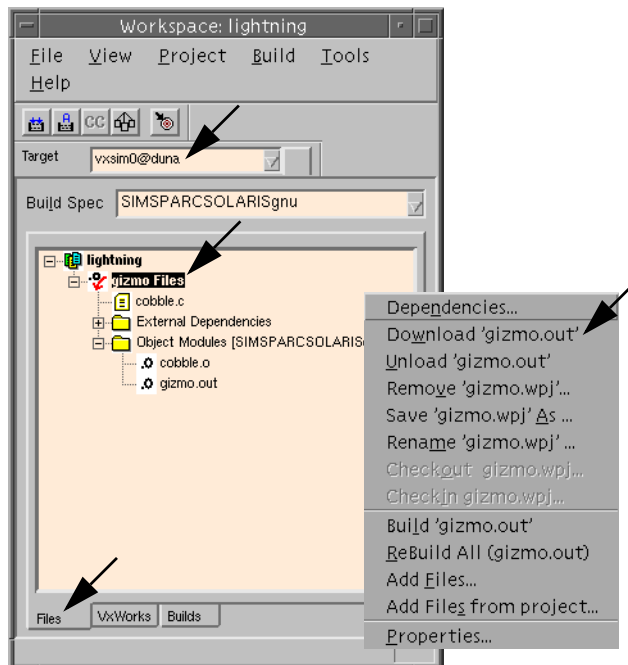 Workspace: lightning
File View Project Build Tools
Help
CC
Target vxsim0@duna
Build Spec SIMSPARCSOLARISgnu
lightning
gizmo Files
cobble.c
External Dependencies
Object Modules [SIMSPARCSOLARIS
cobble.o
gizmo.out
Files VxWorks Builds
Dependencies...
Download 'gizmo.out'
Unload 'gizmo.out'
Remove 'gizmo.wpj'...
Save 'gizmo.wpj' As ...
Rename 'gizmo.wpj' ...
Checkout gizmo.wpj...
Checkin gizmo.wpj...
Build 'gizmo.out'
ReBuild All (gizmo.out)
Add Files...
Add Files from project...
Properties...